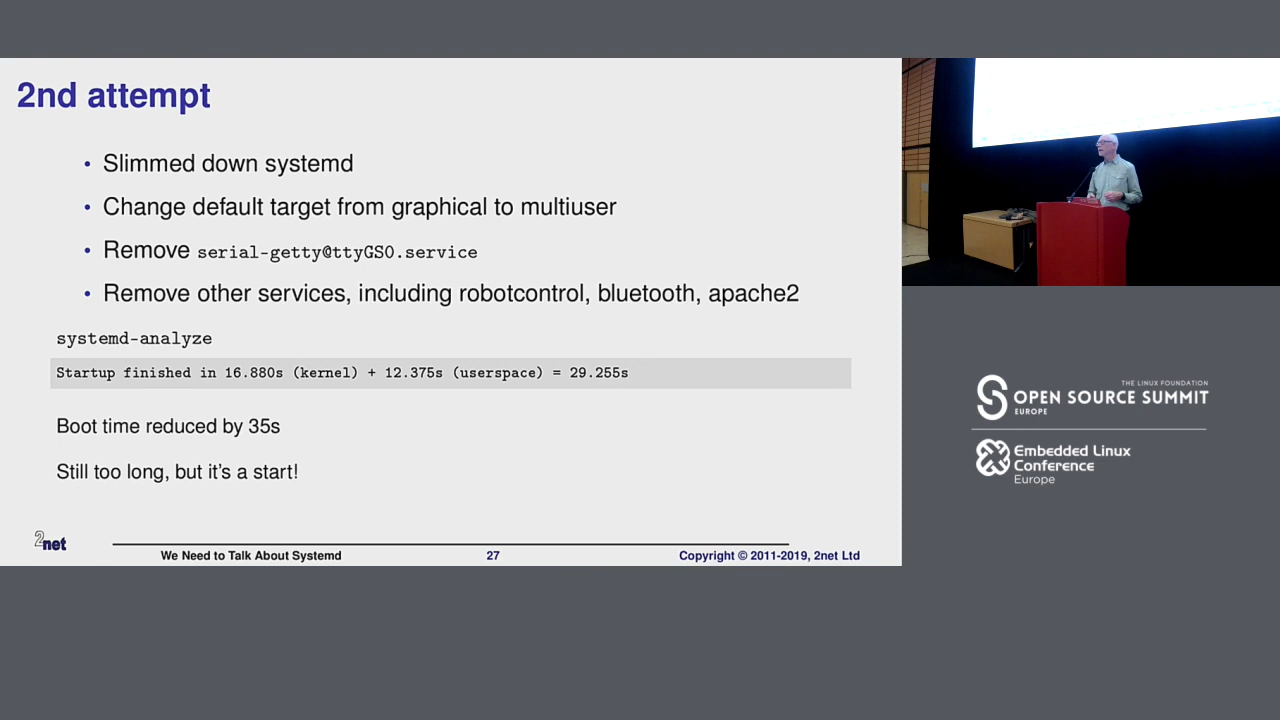 2nd attempt
• Slimmed down systemd
• Change default target from graphical to multiuser
• Remove serial-getty@ttyGS0.service
• Remove other services, including robotcontrol, bluetooth, apache2
systemd-analyze
Startup finished in 16.880s (kernel) + 12.375s (userspace) = 29.255s
Boot time reduced by 35s
Still too long, but it's a start!
2net
We Need to Talk About Systemd
27
Copyright © 2011-2019, 2net Ltd
THE LINUX FOUNDATION
OPEN SOURCE SUMMIT
EUROPE
Embedded Linux
Conference
Europe